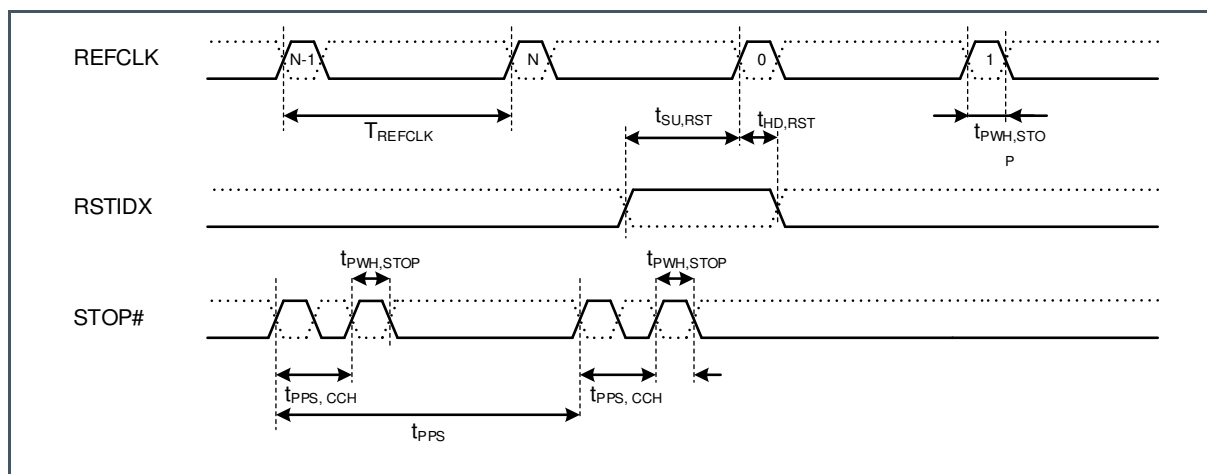 REFCLK
N-1
N
0
1
TREFCLK
tSU,RST
tHD,RST
tPWH,STO
P
RSTIDX
tPWH,STOP
tPWH,STOP
STOP#
tPPS, CCH
tPPS, CCH
tPPS